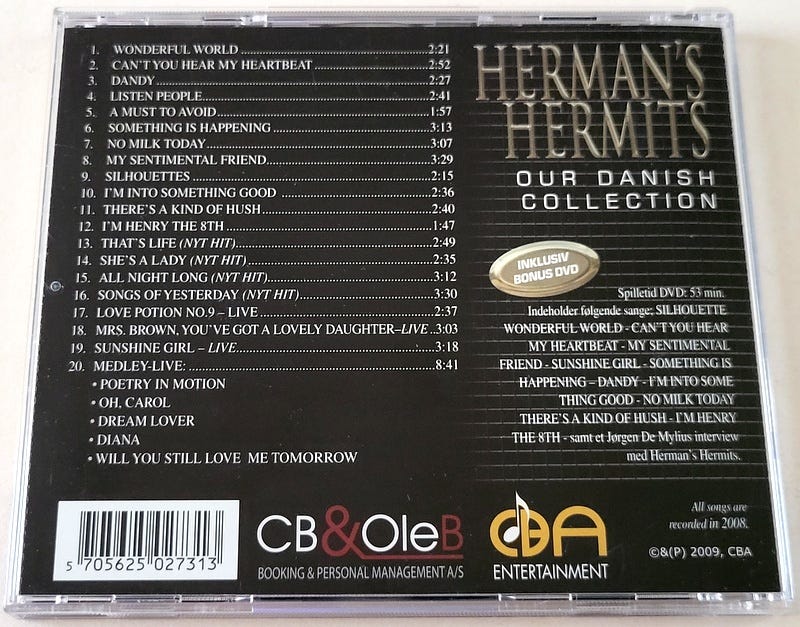 1. WONDERFUL WORLD 2:21
2. CAN'T YOU HEAR MY HEARTBEAT 2:52
3. DANDY 2:27
4. LISTEN PEOPLE 2:41
5. A MUST TO AVOID 1:57
6. SOMETHING IS HAPPENING 3:13
7. NO MILK TODAY 3:07
8. MY SENTIMENTAL FRIEND 3:29
9. SILHOUETTES 2:15
10. I'M INTO SOMETHING GOOD 2:36
11. THERE'S A KIND OF HUSH 2:40
12. I'M HENRY THE 8TH 1:47
13. THAT'S LIFE (NYT HIT) 2:49
14. SHE'S A LADY (NYT HIT) 2:35
15. ALL NIGHT LONG (NYT HIT) 3:12
16. SONGS OF YESTERDAY (NYT HIT) 3:30
17. LOVE POTION NO.9 – LIVE 2:37
18. MRS. BROWN, YOU'VE GOT A LOVELY DAUGHTER–LIVE 3:03
19. SUNSHINE GIRL – LIVE 3:18
20. MEDLEY-LIVE: 8:41
• POETRY IN MOTION
• OH, CAROL
• DREAM LOVER
• DIANA
• WILL YOU STILL LOVE ME TOMORROW
HERMAN'S
HERMITS
OUR DANISH
COLLECTION
INKLUSIV
BONUS DVD
Spilletid DVD: 53 min.
Indeholder følgende sange: SILHOUETTE
WONDERFUL WORLD - CAN'T YOU HEAR
MY HEARTBEAT - MY SENTIMENTAL
FRIEND - SUNSHINE GIRL - SOMETHING IS
HAPPENING – DANDY - I'M INTO SOME
THING GOOD - NO MILK TODAY
THERE'S A KIND OF HUSH - I'M HENRY
THE 8TH - samt et Jørgen De Mylius interview
med Herman's Hermits.
5 705625 027313
CB&OleB
BOOKING & PERSONAL MANAGEMENT A/S
CBA
ENTERTAINMENT
All songs are
recorded in 2008.
©&(P) 2009, CBA